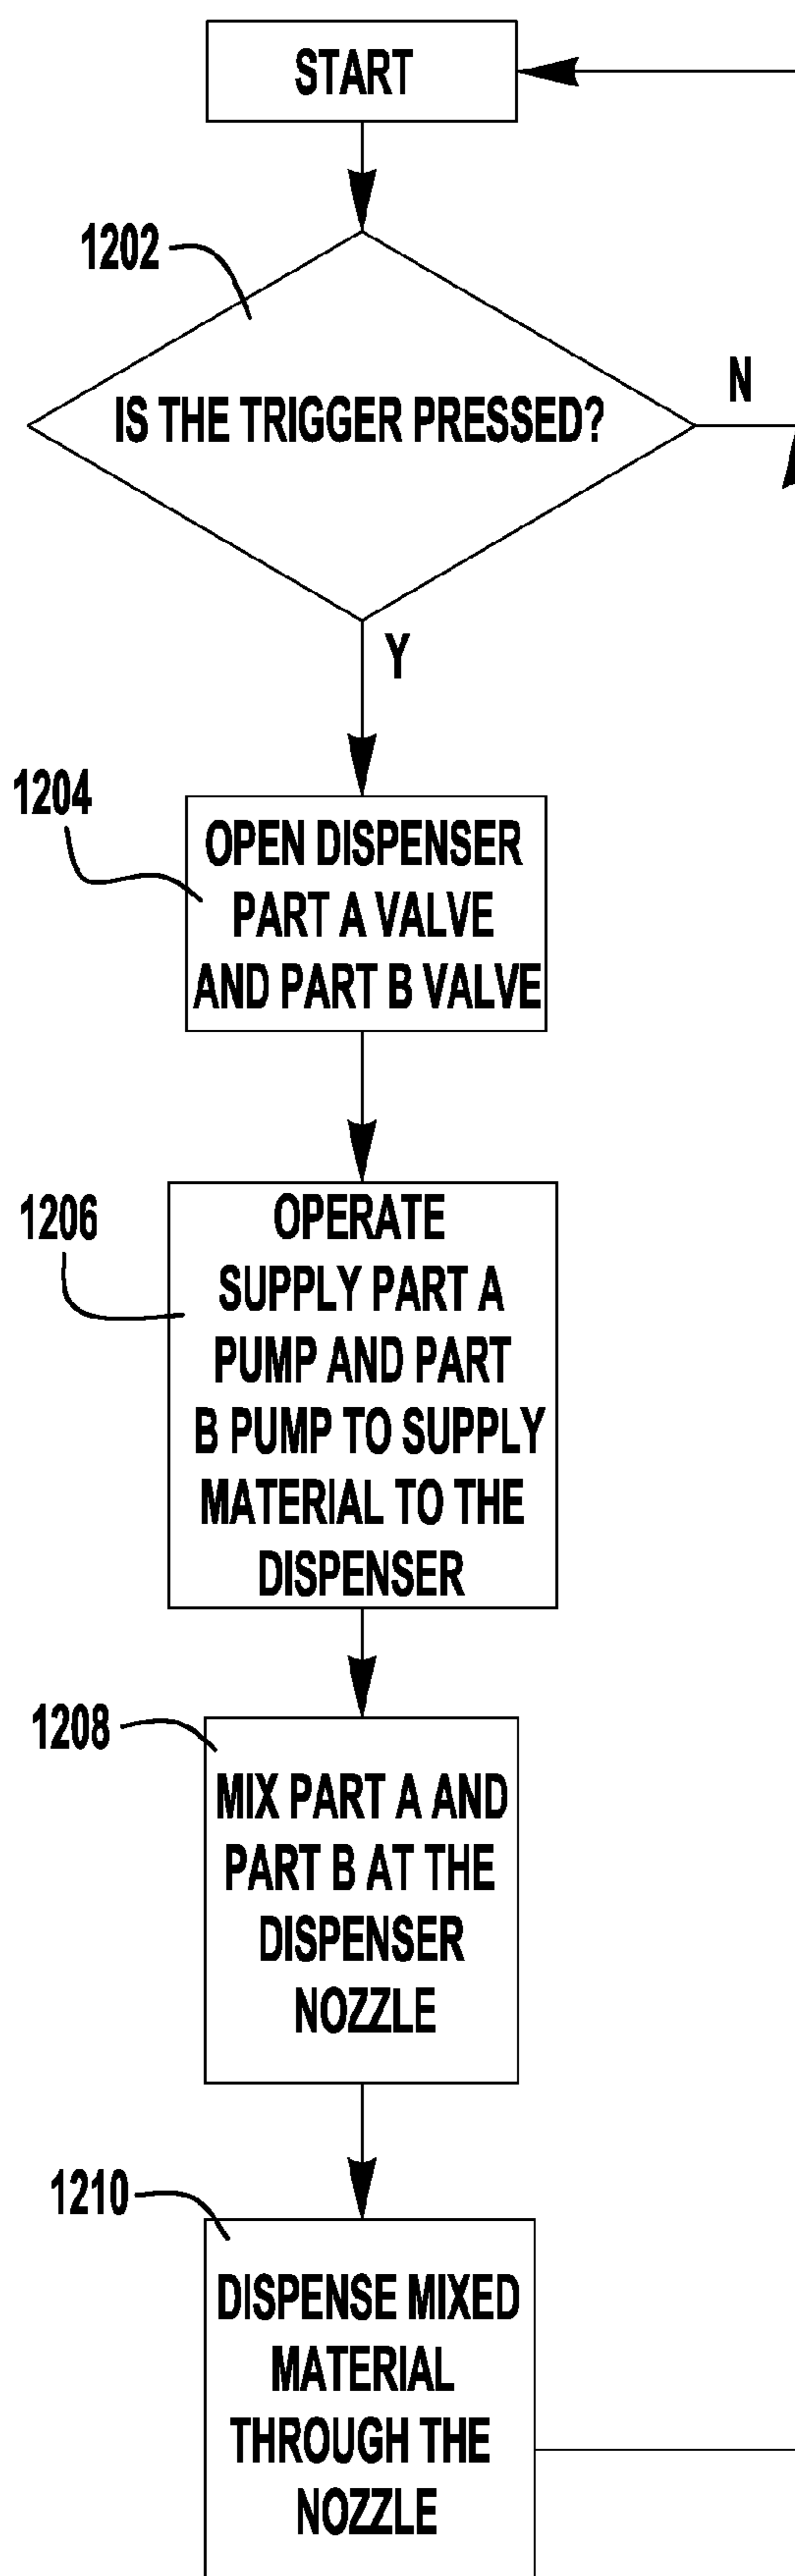 START
1202
IS THE TRIGGER PRESSED?
N
Y
1204
OPEN DISPENSER
PART A VALVE
AND PART B VALVE
1206
OPERATE
SUPPLY PART A
PUMP AND PART
B PUMP TO SUPPLY
MATERIAL TO THE
DISPENSER
1208
MIX PART A AND
PART B AT THE
DISPENSER
NOZZLE
1210
DISPENSE MIXED
MATERIAL
THROUGH THE
NOZZLE